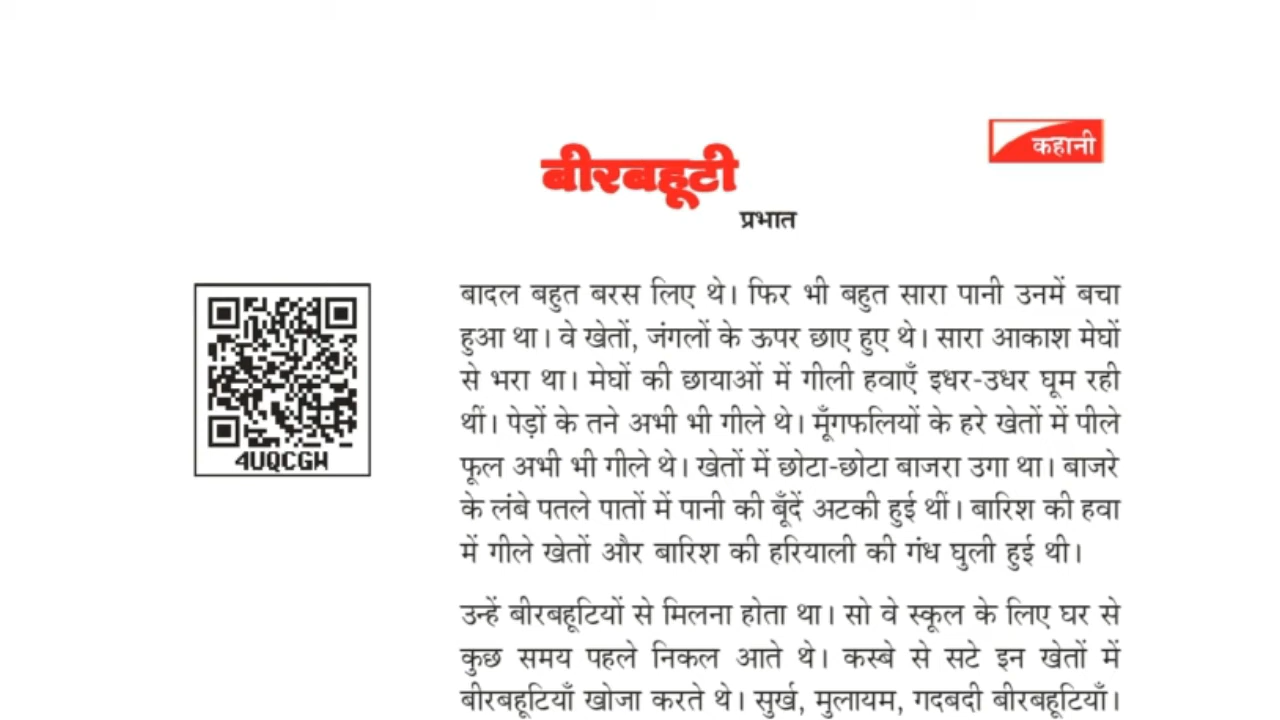 कहानी
बीरबहूटी
प्रभात
बादल बहुत बरस लिए थे। फिर भी बहुत सारा पानी उनमें बचा
हुआ था। वे खेतों, जंगलों के ऊपर छाए हुए थे। सारा आकाश मेघों
से भरा था। मेघों की छायाओं में गीली हवाएँ इधर-उधर घूम रही
थीं। पेड़ों के तने अभी भी गीले थे। मूँगफलियों के हरे खेतों में पीले
फूल अभी भी गीले थे। खेतों में छोटा-छोटा बाजरा उगा था। बाजरे
के लंबे पतले पातों में पानी की बूँदें अटकी हुई थीं। बारिश की हवा
में गीले खेतों और बारिश की हरियाली की गंध घुली हुई थी।
4UQCGW
उन्हें बीरबहूटियों से मिलना होता था। सो वे स्कूल के लिए घर से
कुछ समय पहले निकल आते थे। कस्बे से सटे इन खेतों में
बीरबहूटियाँ खोजा करते थे। सुर्ख, मुलायम, गदबदी बीरबहूटियाँ।